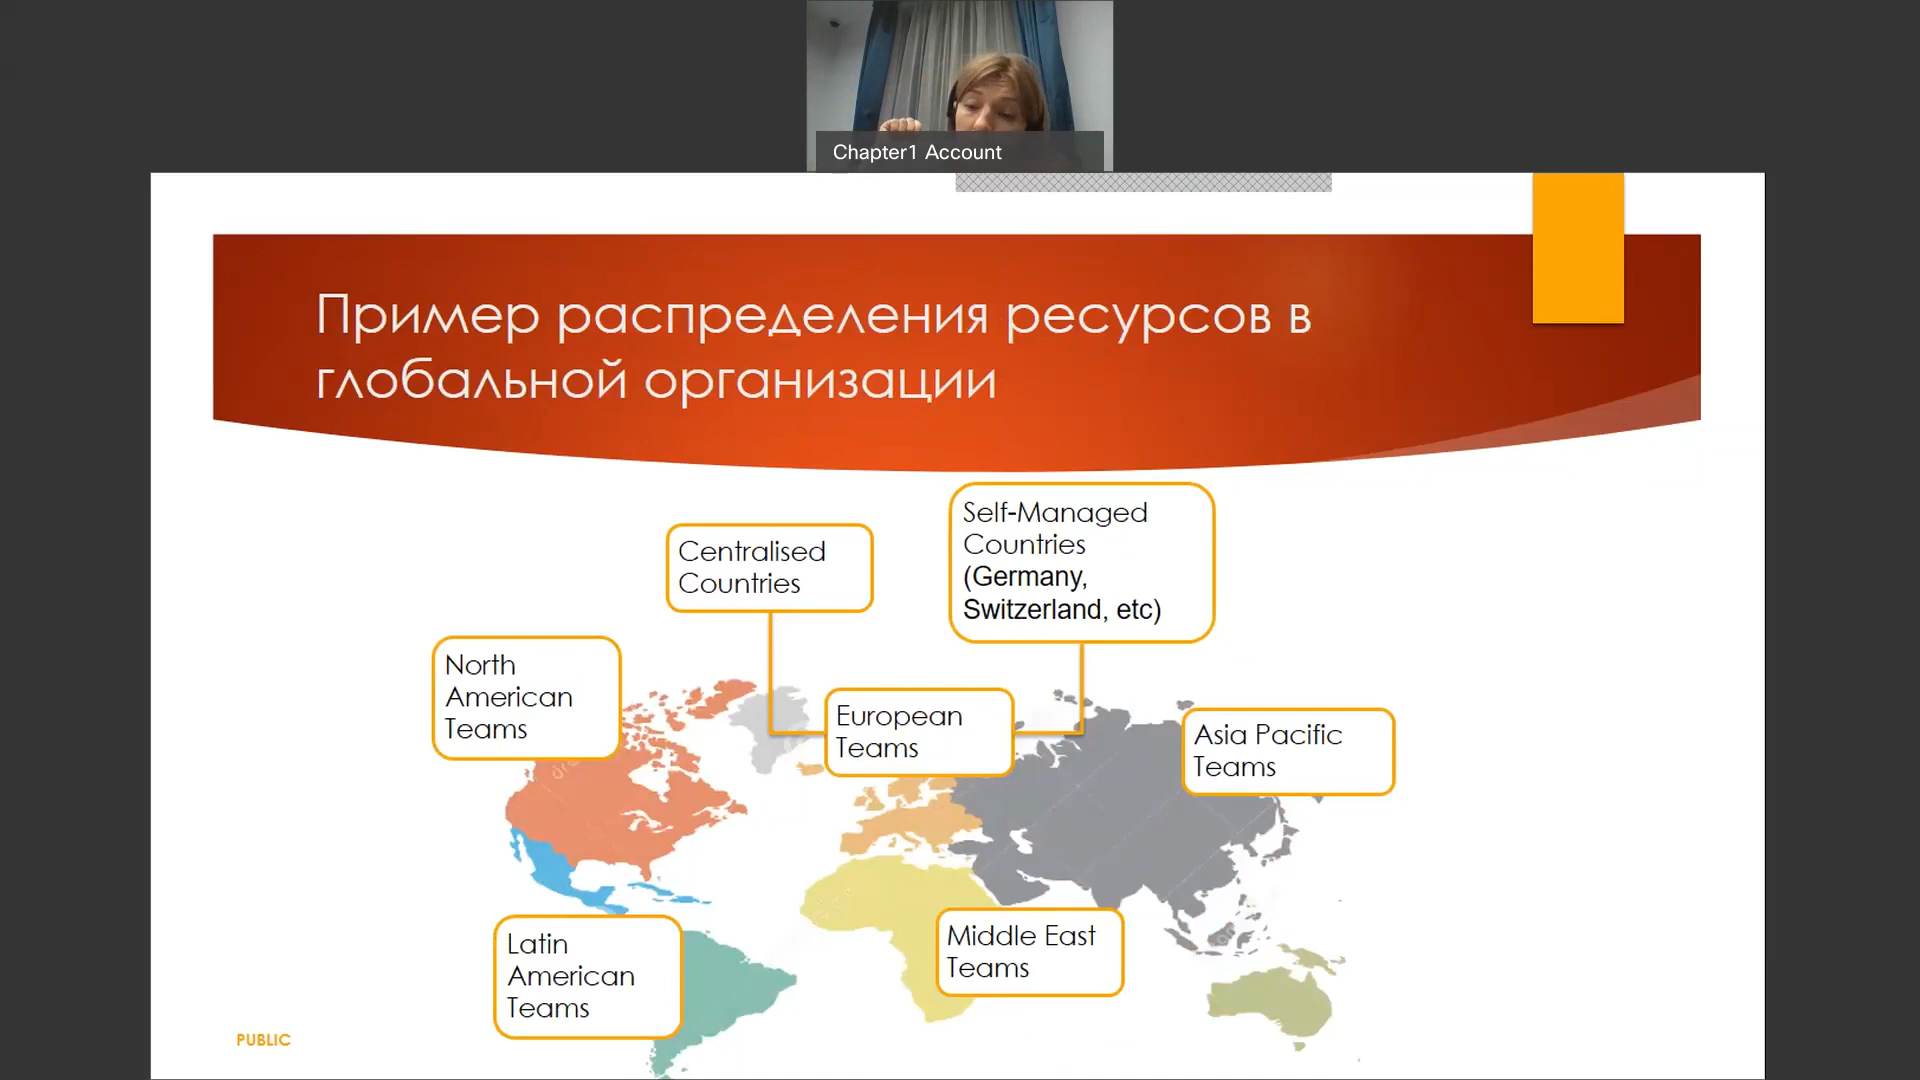 Chapter1 Account
Пример распределения ресурсов в
глобальной организации
Self-Managed
Countries
(Germany,
Switzerland, etc)
Centralised
Countries
North
American
Teams
European
Teams
Asia Pacific
Teams
Latin
American
Teams
Middle East
Teams
PUBLIC